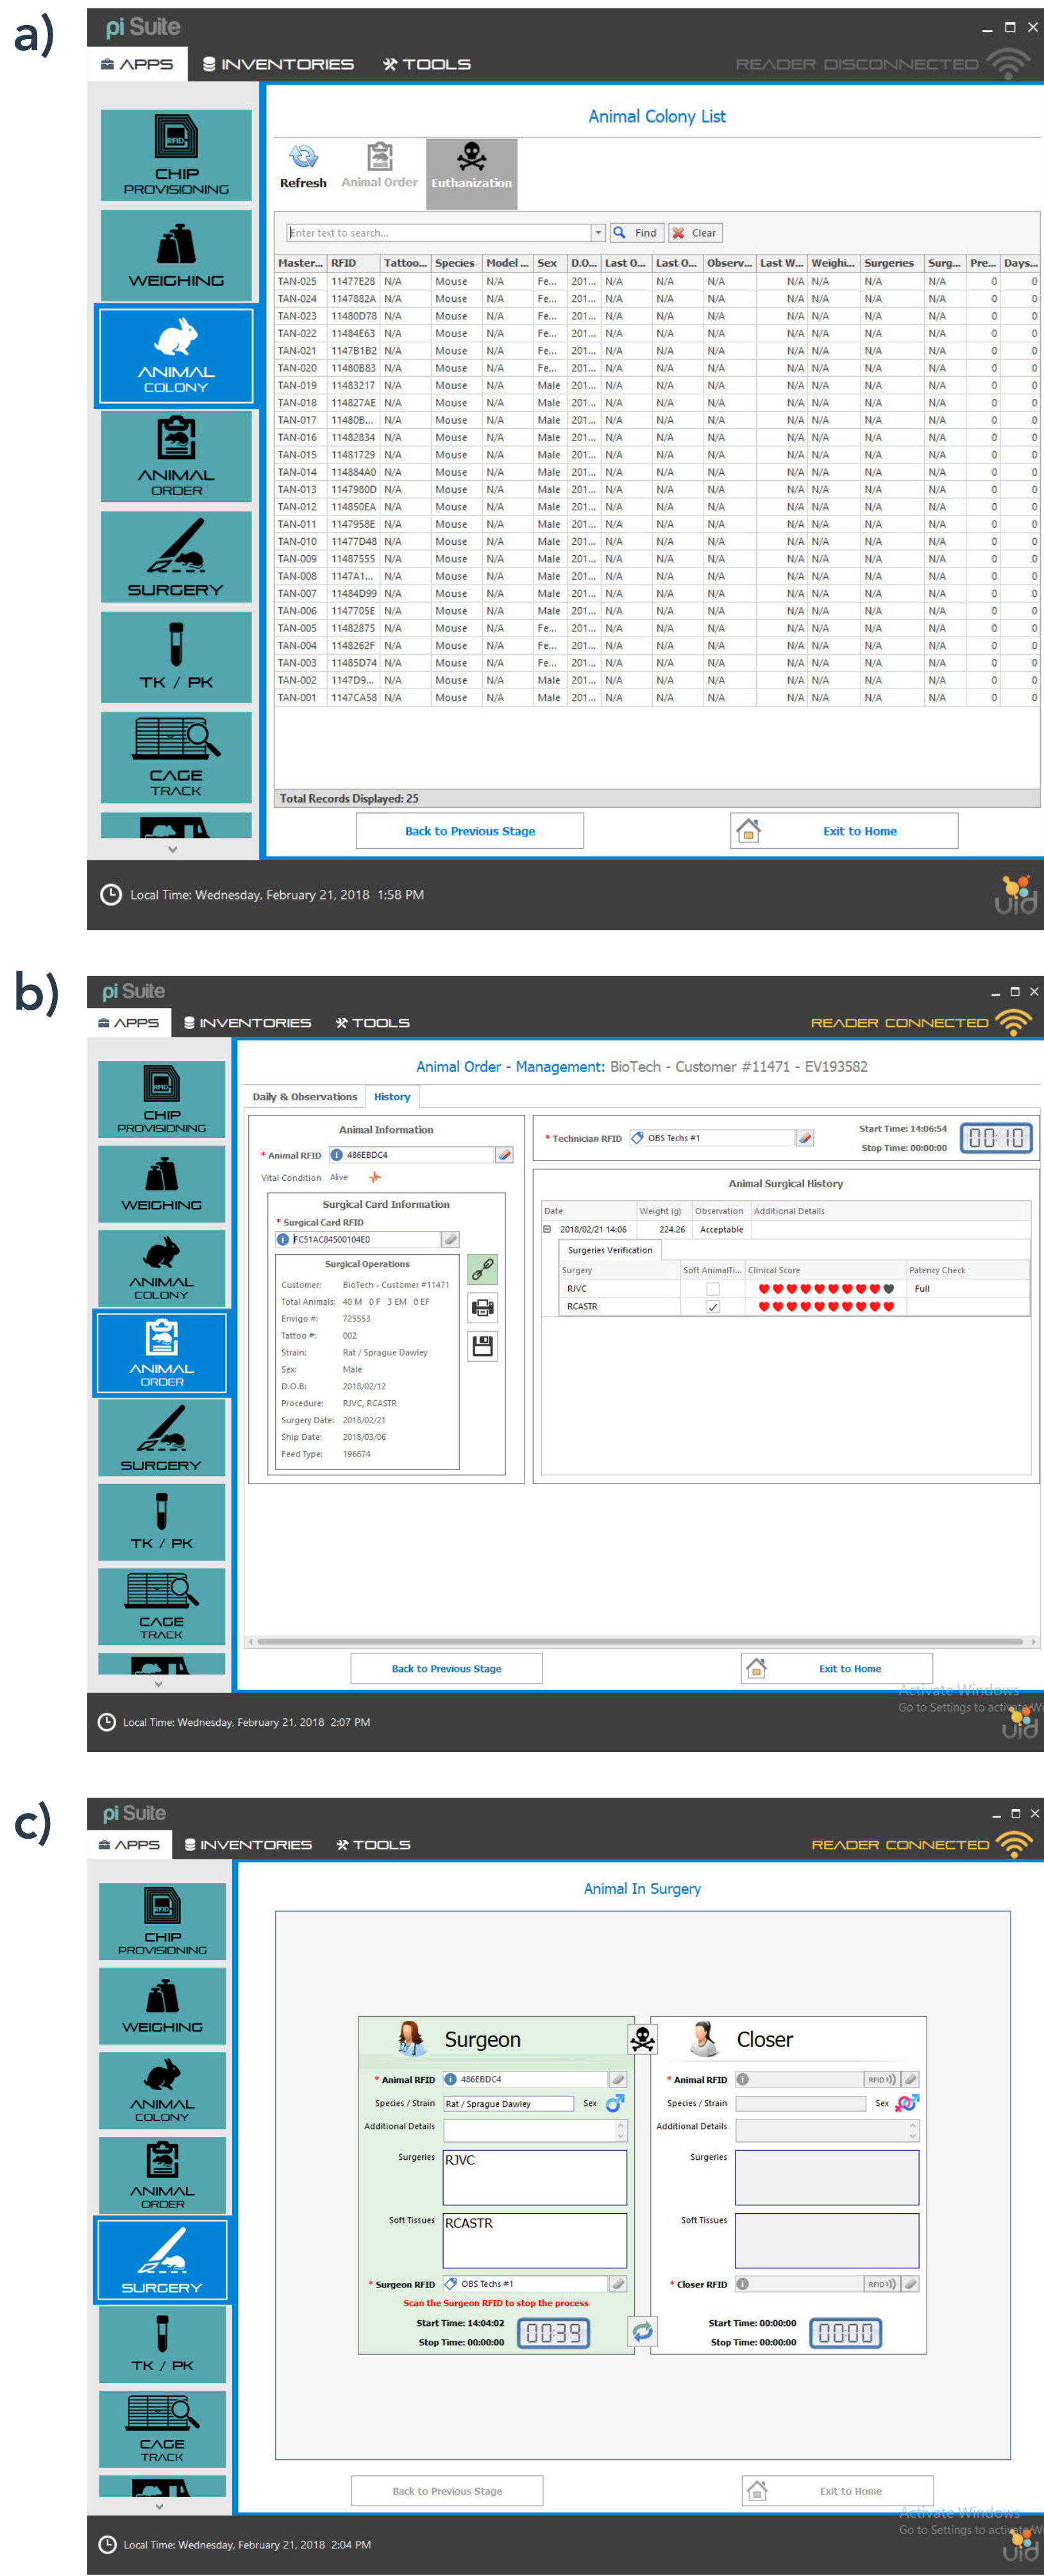 a)
pi Suite
APPS INVENTORIES TOOLS READER DISCONNECTED
Animal Colony List
Refresh Animal Order Euthanization
Enter text to search... Find Clear
Master... RFID Tattoo... Species Model ... Sex D.O... Last O... Last O... Observ... Last W... Weighi... Surgeries Surg... Pre... Days...
TAN-025 11477E28 N/A Mouse N/A Fe... 201... N/A N/A N/A N/A N/A N/A N/A 0 0
TAN-024 1147882A N/A Mouse N/A Fe... 201... N/A N/A N/A N/A N/A N/A N/A 0 0
TAN-023 11480D78 N/A Mouse N/A Fe... 201... N/A N/A N/A N/A N/A N/A N/A 0 0
TAN-022 11484E63 N/A Mouse N/A Fe... 201... N/A N/A N/A N/A N/A N/A N/A 0 0
TAN-021 1147B1B2 N/A Mouse N/A Fe... 201... N/A N/A N/A N/A N/A N/A N/A 0 0
TAN-020 11480B83 N/A Mouse N/A Fe... 201... N/A N/A N/A N/A N/A N/A N/A 0 0
TAN-019 11483217 N/A Mouse N/A Male 201... N/A N/A N/A N/A N/A N/A N/A 0 0
TAN-018 114827AE N/A Mouse N/A Male 201... N/A N/A N/A N/A N/A N/A N/A 0 0
TAN-017 11480B... N/A Mouse N/A Male 201... N/A N/A N/A N/A N/A N/A N/A 0 0
TAN-016 11482834 N/A Mouse N/A Male 201... N/A N/A N/A N/A N/A N/A N/A 0 0
TAN-015 11481729 N/A Mouse N/A Male 201... N/A N/A N/A N/A N/A N/A N/A 0 0
TAN-014 114884A0 N/A Mouse N/A Male 201... N/A N/A N/A N/A N/A N/A N/A 0 0
TAN-013 1147980D N/A Mouse N/A Male 201... N/A N/A N/A N/A N/A N/A N/A 0 0
TAN-012 114850EA N/A Mouse N/A Male 201... N/A N/A N/A N/A N/A N/A N/A 0 0
TAN-011 1147958E N/A Mouse N/A Male 201... N/A N/A N/A N/A N/A N/A N/A 0 0
TAN-010 11477D48 N/A Mouse N/A Male 201... N/A N/A N/A N/A N/A N/A N/A 0 0
TAN-009 11487555 N/A Mouse N/A Male 201... N/A N/A N/A N/A N/A N/A N/A 0 0
TAN-008 1147A1... N/A Mouse N/A Male 201... N/A N/A N/A N/A N/A N/A N/A 0 0
TAN-007 11484D99 N/A Mouse N/A Male 201... N/A N/A N/A N/A N/A N/A N/A 0 0
TAN-006 1147705E N/A Mouse N/A Male 201... N/A N/A N/A N/A N/A N/A N/A 0 0
TAN-005 11482875 N/A Mouse N/A Fe... 201... N/A N/A N/A N/A N/A N/A N/A 0 0
TAN-004 1148262F N/A Mouse N/A Fe... 201... N/A N/A N/A N/A N/A N/A N/A 0 0
TAN-003 11485D74 N/A Mouse N/A Fe... 201... N/A N/A N/A N/A N/A N/A N/A 0 0
TAN-002 1147D9... N/A Mouse N/A Male 201... N/A N/A N/A N/A N/A N/A N/A 0 0
TAN-001 1147CA58 N/A Mouse N/A Male 201... N/A N/A N/A N/A N/A N/A N/A 0 0
Total Records Displayed: 25
Back to Previous Stage Exit to Home
RFID
CHIP
PROVISIONING
WEIGHING
ANIMAL
COLONY
ANIMAL
ORDER
SURGERY
TK / PK
CAGE
TRACK
Local Time: Wednesday, February 21, 2018 1:58 PM
uid
b)
pi Suite
APPS INVENTORIES TOOLS READER CONNECTED
Animal Order - Management: BioTech - Customer #11471 - EV193582
Daily & Observations History
Animal Information
* Animal RFID 486EBDC4
Vital Condition Alive
Surgical Card Information
* Surgical Card RFID
FC51AC84500104E0
Surgical Operations
Customer: BioTech - Customer #11471
Total Animals: 40 M 0 F 3 EM 0 EF
Envigo #: 725553
Tattoo #: 002
Strain: Rat / Sprague Dawley
Sex: Male
D.O.B: 2018/02/12
Procedure: RJVC, RCASTR
Surgery Date: 2018/02/21
Ship Date: 2018/03/06
Feed Type: 196674
* Technician RFID OBS Techs #1
Start Time: 14:06:54
Stop Time: 00:00:00
00:10
Animal Surgical History
Date Weight (g) Observation Additional Details
2018/02/21 14:06 224.26 Acceptable
Surgeries Verification
Surgery Soft AnimalTi... Clinical Score Patency Check
RJVC Full
RCASTR
Back to Previous Stage Exit to Home
Activate Windows
Go to Settings to activate Wi
RFID
CHIP
PROVISIONING
WEIGHING
ANIMAL
COLONY
ANIMAL
ORDER
SURGERY
TK / PK
CAGE
TRACK
Local Time: Wednesday, February 21, 2018 2:07 PM
uid
c)
pi Suite
APPS INVENTORIES TOOLS READER CONNECTED
Animal In Surgery
Surgeon
* Animal RFID 486EBDC4
Species / Strain Rat / Sprague Dawley Sex
Additional Details
Surgeries RJVC
Soft Tissues RCASTR
* Surgeon RFID OBS Techs #1
Scan the Surgeon RFID to stop the process
Start Time: 14:04:02
Stop Time: 00:00:00
00:39
Closer
* Animal RFID RFID
Species / Strain Sex
Additional Details
Surgeries
Soft Tissues
* Closer RFID RFID
Start Time: 00:00:00
Stop Time: 00:00:00
00:00
Back to Previous Stage Exit to Home
Activate Windows
Go to Settings to activate Wi
RFID
CHIP
PROVISIONING
WEIGHING
ANIMAL
COLONY
ANIMAL
ORDER
SURGERY
TK / PK
CAGE
TRACK
Local Time: Wednesday, February 21, 2018 2:04 PM
uid